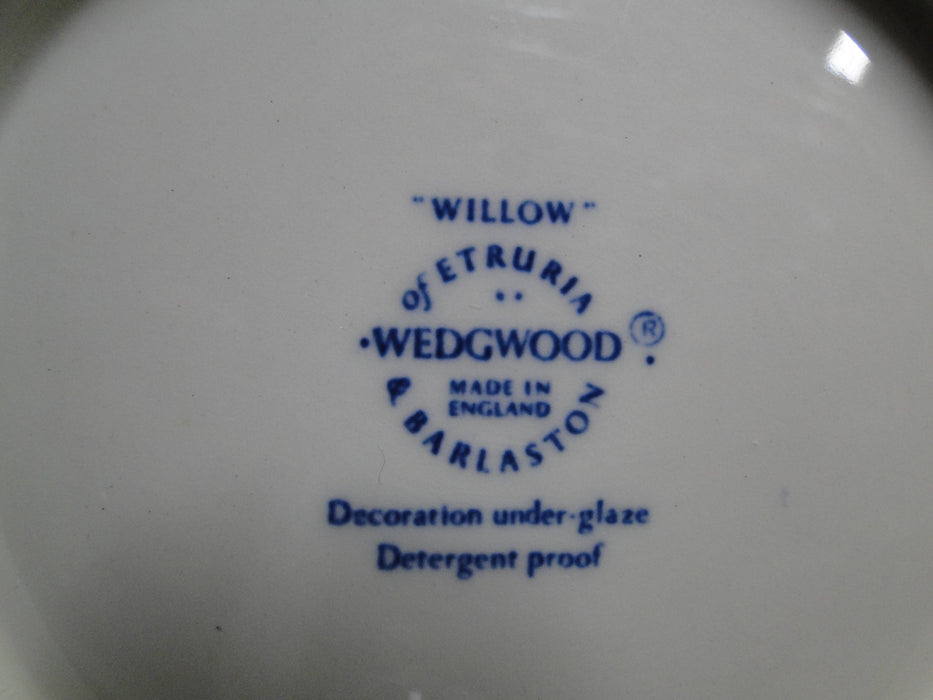 "WILLOW"
of ETRURIA
·WEDGWOOD® ·
MADE IN
ENGLAND
& BARLASTON
Decoration under-glaze
Detergent proof